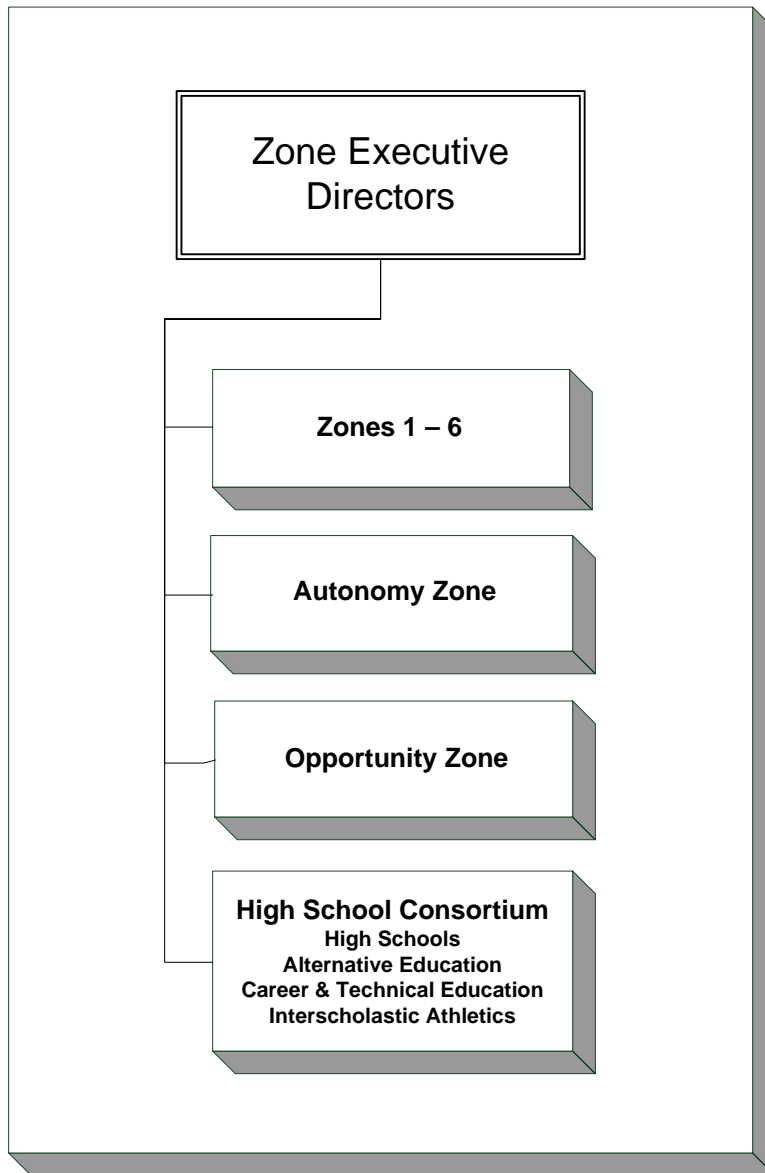 Zone Executive
Directors
Zones 1 – 6
Autonomy Zone
Opportunity Zone
High School Consortium
High Schools
Alternative Education
Career & Technical Education
Interscholastic Athletics